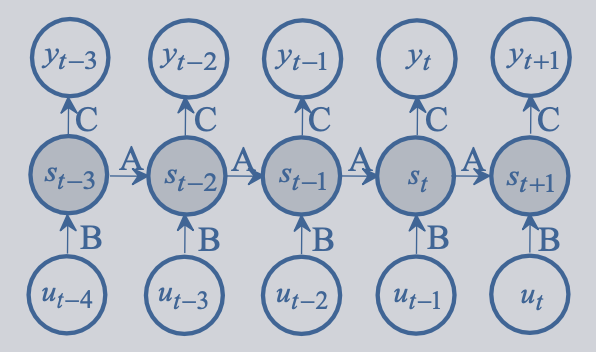 y_{t−3} y_{t−2} y_{t−1} y_t y_{t+1}
C C C C C
s_{t−3} A s_{t−2} A s_{t−1} A s_t A s_{t+1}
B B B B B
u_{t−4} u_{t−3} u_{t−2} u_{t−1} u_t